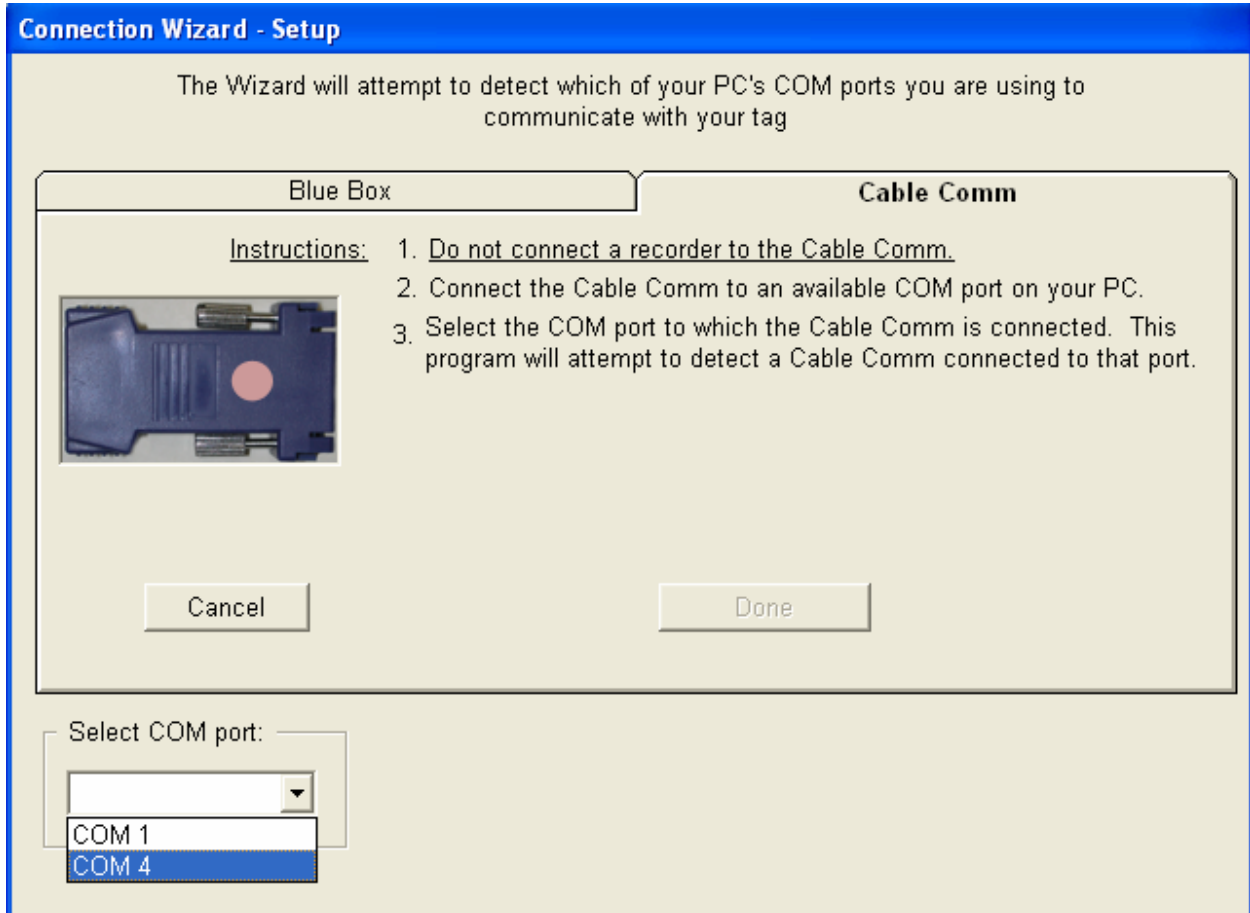 Connection Wizard - Setup
The Wizard will attempt to detect which of your PC's COM ports you are using to
communicate with your tag
Blue Box
Cable Comm
Instructions:
1. Do not connect a recorder to the Cable Comm.
2. Connect the Cable Comm to an available COM port on your PC.
3. Select the COM port to which the Cable Comm is connected. This
program will attempt to detect a Cable Comm connected to that port.
Cancel
Done
Select COM port:
COM 1
COM 4